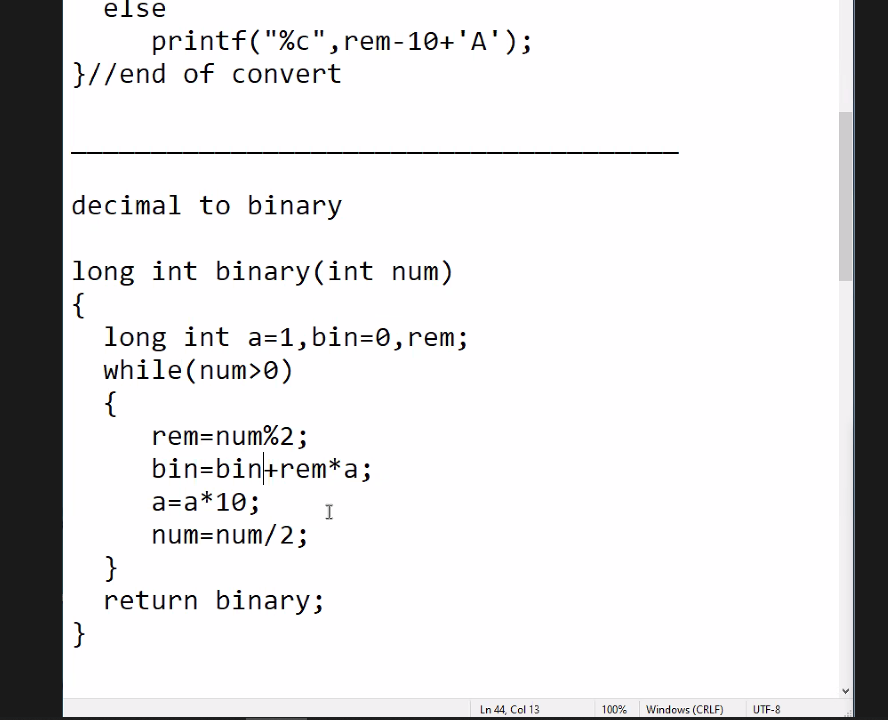 else
printf("%c",rem-10+'A');
}//end of convert
______________________________________
decimal to binary
long int binary(int num)
{
long int a=1,bin=0,rem;
while(num>0)
{
rem=num%2;
bin=bin+rem*a;
a=a*10;
num=num/2;
}
return binary;
}
Ln 44, Col 13 100% Windows (CRLF) UTF-8